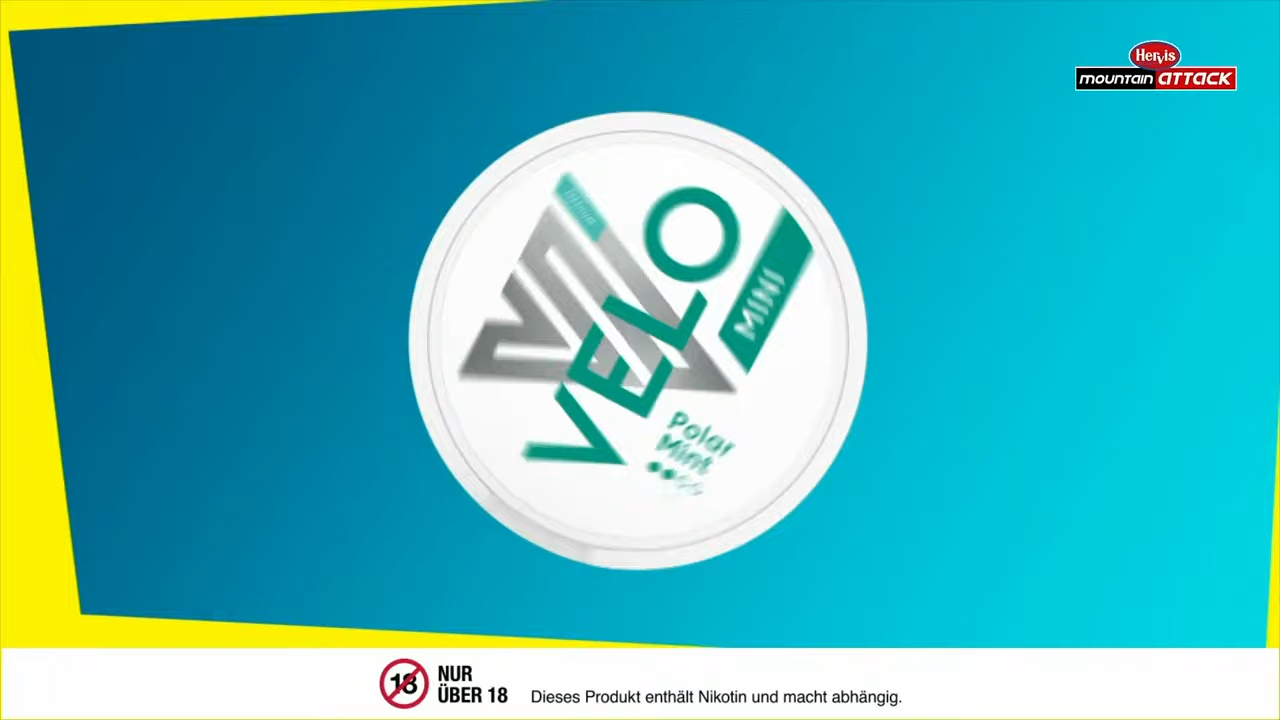 Hervis
mountain ATTACK
VELO
MINI
Polar
Mint
18
NUR
ÜBER 18
Dieses Produkt enthält Nikotin und macht abhängig.